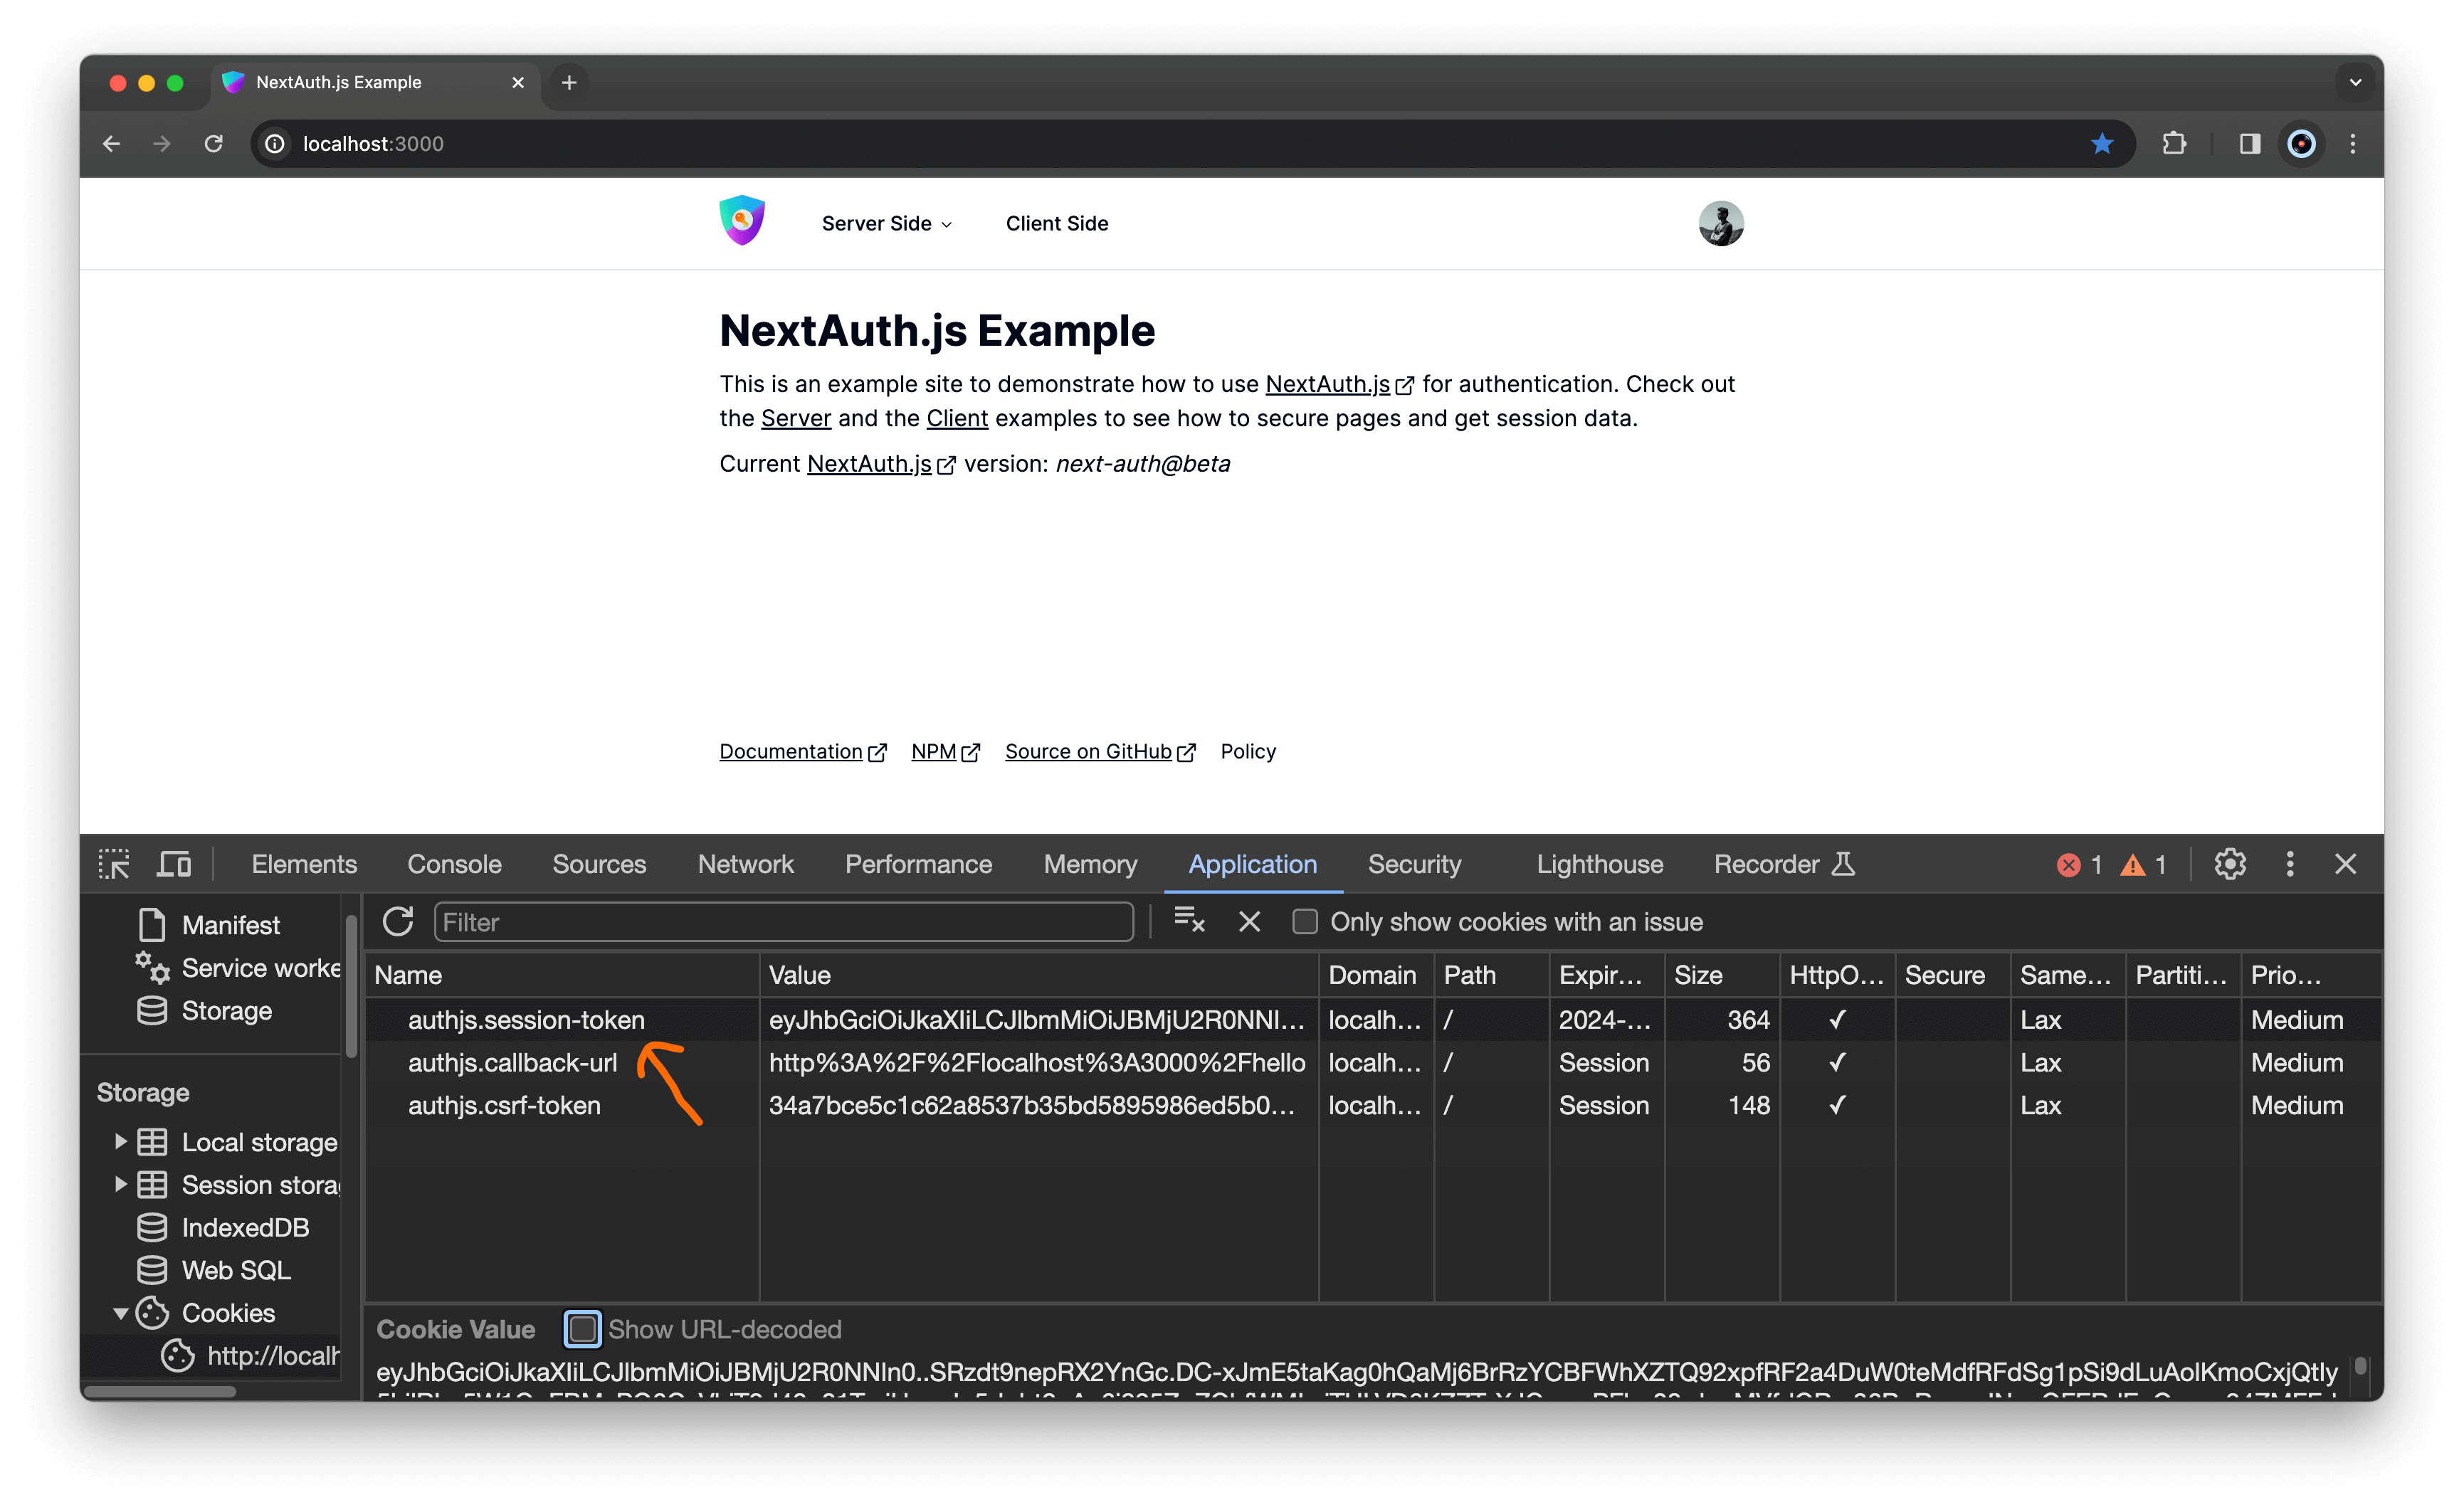 NextAuth.js Example
localhost:3000
Server Side Client Side
NextAuth.js Example
This is an example site to demonstrate how to use NextAuth.js for authentication. Check out
the Server and the Client examples to see how to secure pages and get session data.
Current NextAuth.js version: next-auth@beta
Documentation NPM Source on GitHub Policy
Elements Console Sources Network Performance Memory Application Security Lighthouse Recorder 1 1
Manifest
Service worke
Storage
Storage
Local storage
Session stora
IndexedDB
Web SQL
Cookies
http://localh
Filter Only show cookies with an issue
Name Value Domain Path Expir... Size HttpO... Secure Same... Partiti... Prio...
authjs.session-token eyJhbGciOiJkaXIiLCJlbmMiOiJBMjU2R0NNI... localh... / 2024-... 364 ✓ Lax Medium
authjs.callback-url http%3A%2F%2Flocalhost%3A3000%2Fhello localh... / Session 56 ✓ Lax Medium
authjs.csrf-token 34a7bce5c1c62a8537b35bd5895986ed5b0... localh... / Session 148 ✓ Lax Medium
Cookie Value Show URL-decoded
eyJhbGciOiJkaXIiLCJlbmMiOiJBMjU2R0NNIn0..SRzdt9nepRX2YnGc.DC-xJmE5taKag0hQaMj6BrRzYCBFWhXZTQ92xpfRF2a4DuW0teMdfRFdSg1pSi9dLuAolKmoCxjQtly